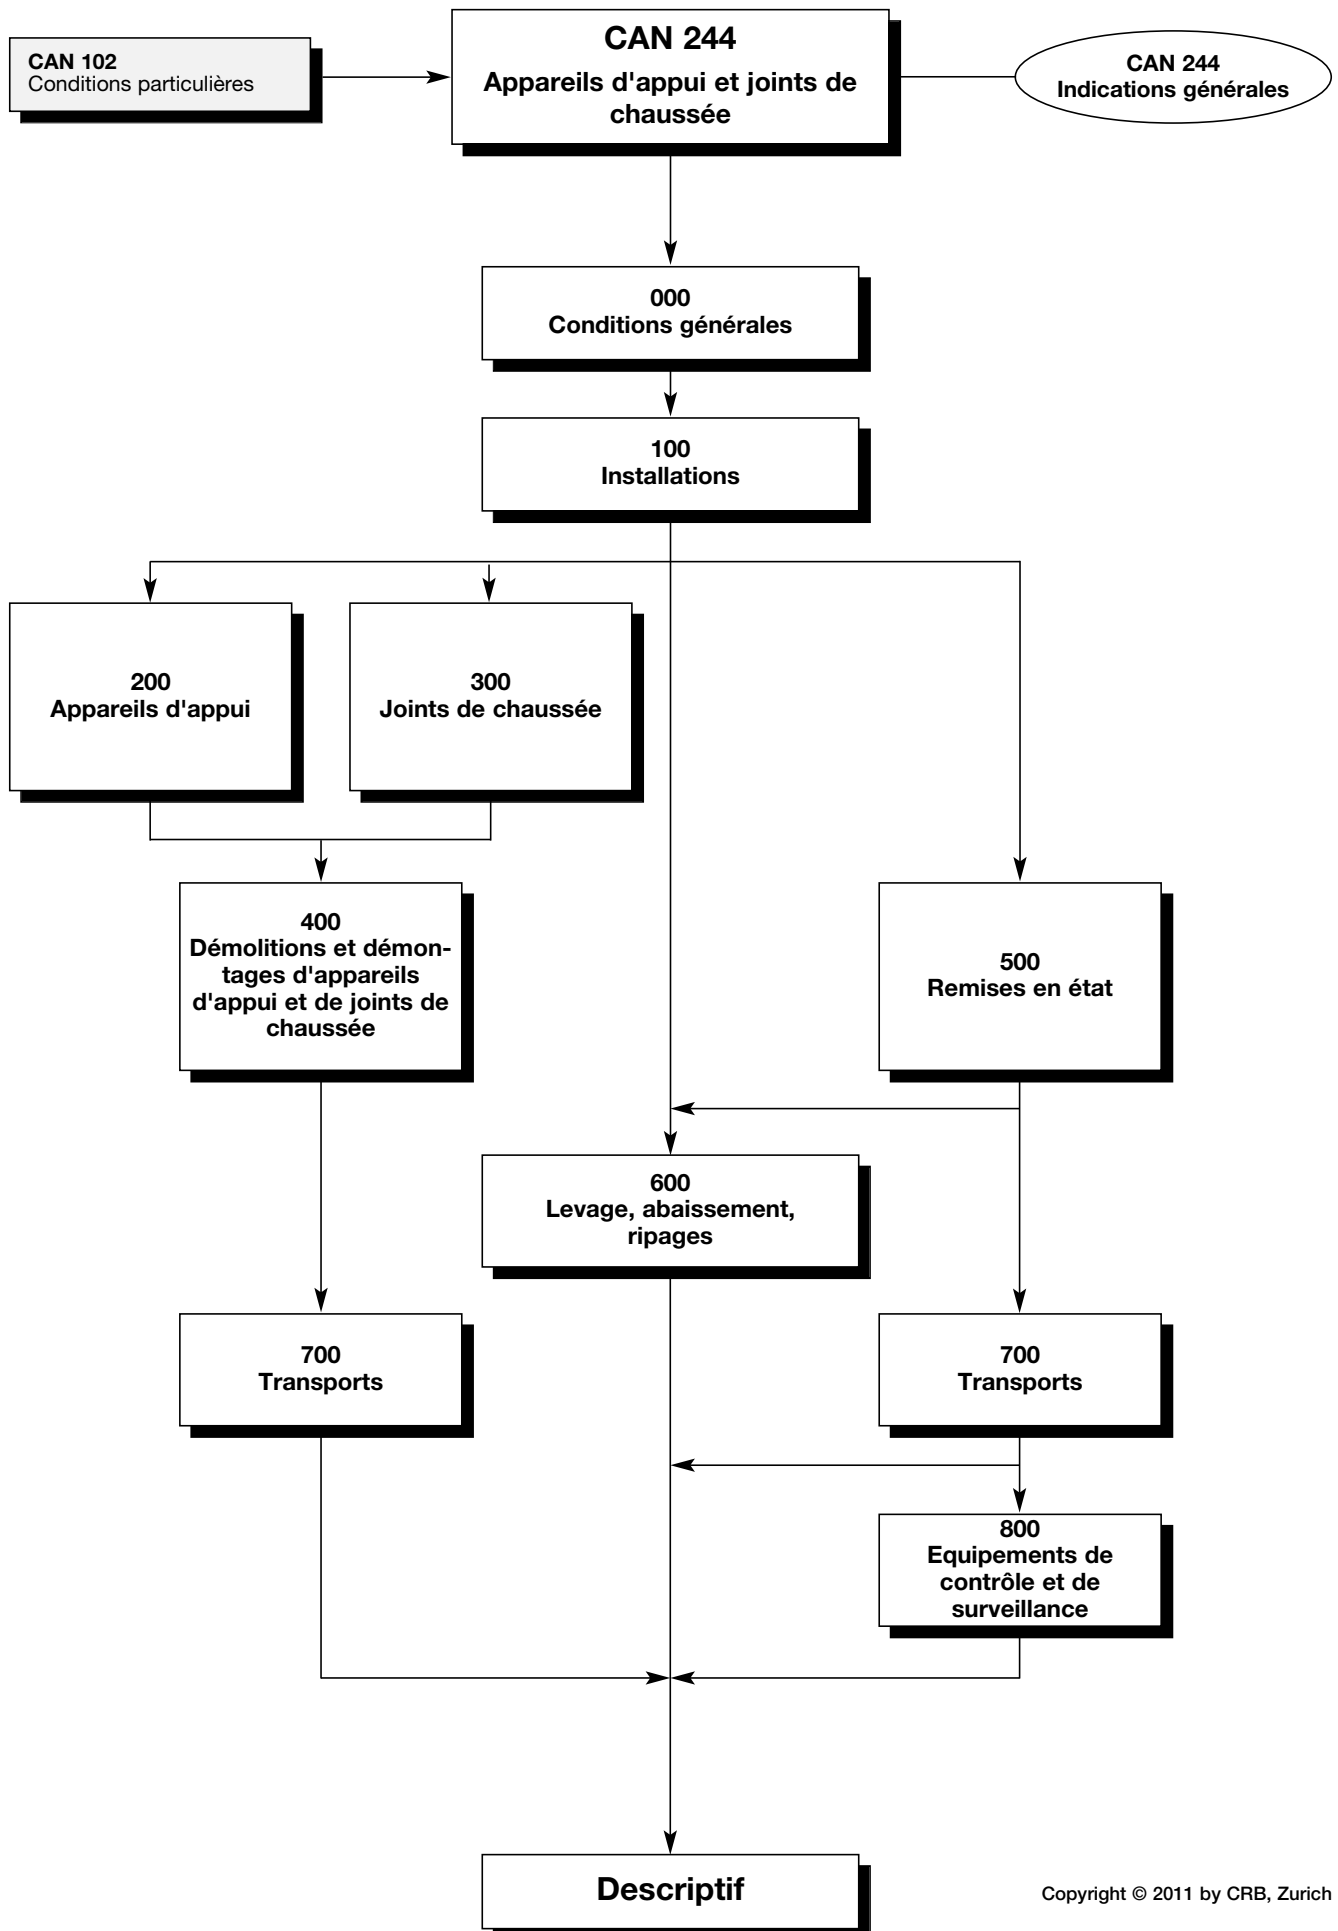 CAN 102
Conditions particulières
CAN 244
Appareils d'appui et joints de
chaussée
CAN 244
Indications générales
000
Conditions générales
100
Installations
200
Appareils d'appui
300
Joints de chaussée
400
Démolitions et démon-
tages d'appareils
d'appui et de joints de
chaussée
500
Remises en état
600
Levage, abaissement,
ripages
700
Transports
700
Transports
800
Equipements de
contrôle et de
surveillance
Descriptif
Copyright © 2011 by CRB, Zurich